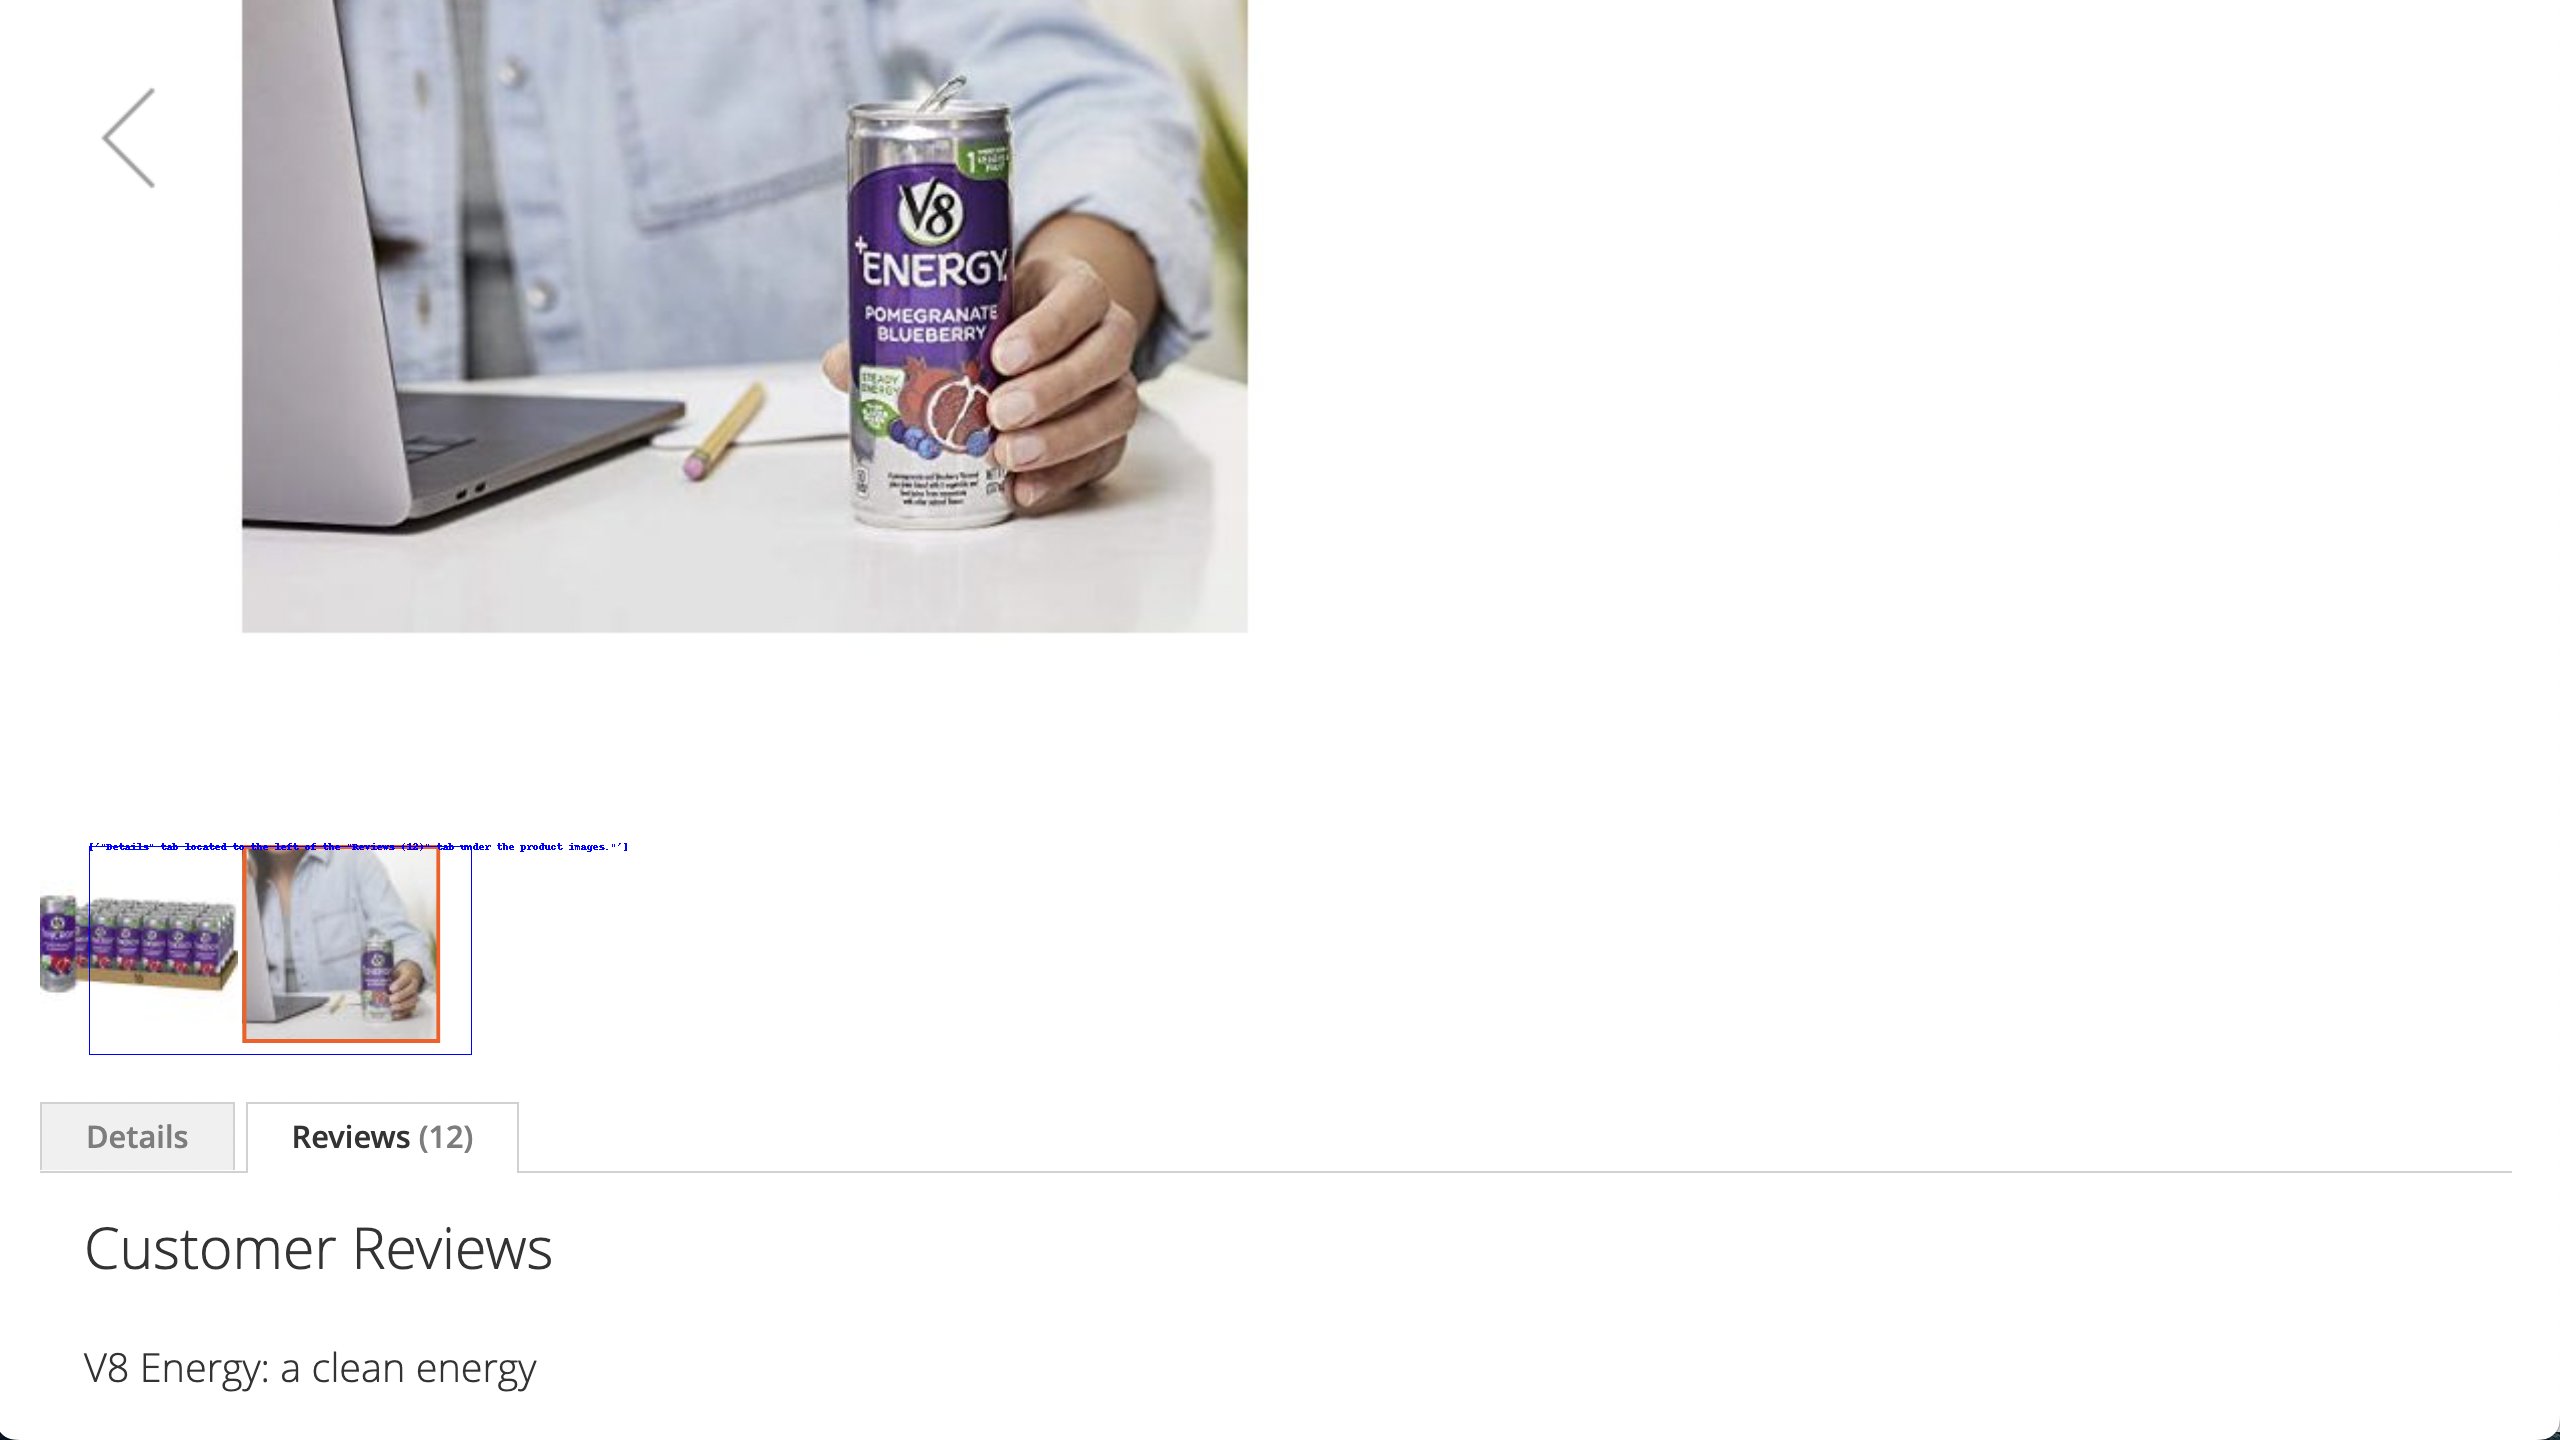 V8
+ENERGY
POMEGRANATE
BLUEBERRY
STEADY
ENERGY
['"Details" tab located to the left of the "Reviews (12)" tab under the product images."']
Details
Reviews (12)
Customer Reviews
V8 Energy: a clean energy